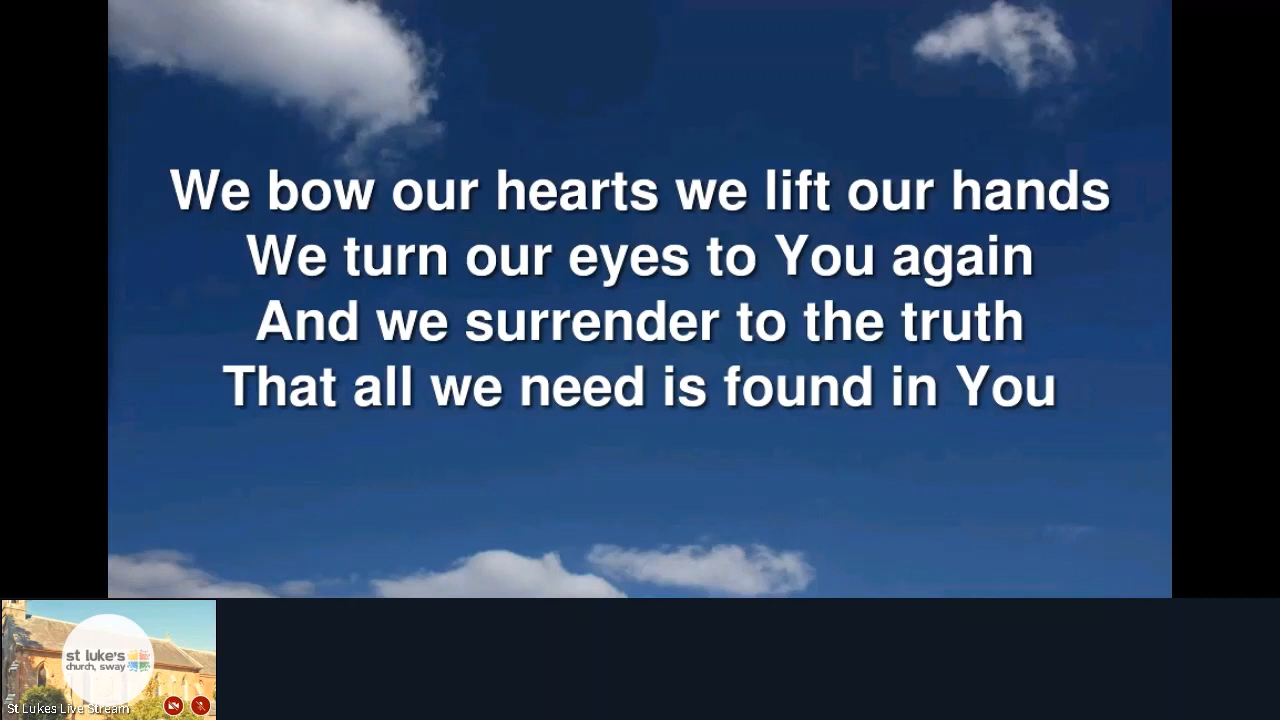 We bow our hearts we lift our hands
We turn our eyes to You again
And we surrender to the truth
That all we need is found in You
st luke's
church, sway
St Lukes Live Stream